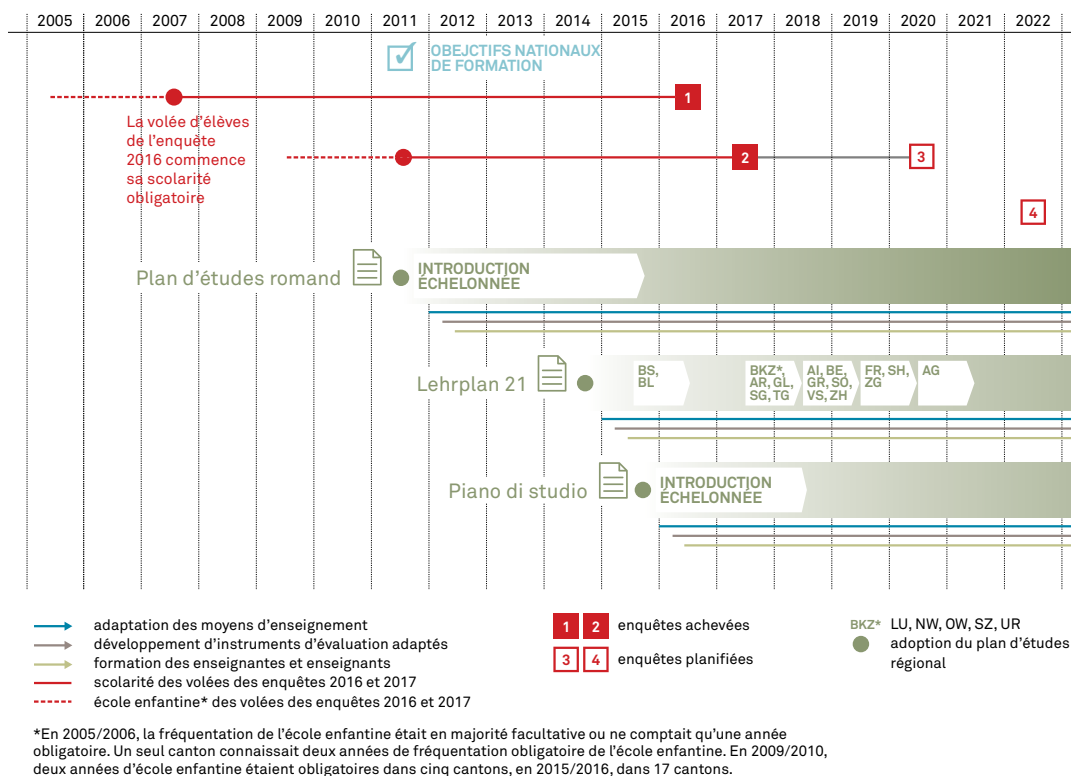 2005 2006 2007 2008 2009 2010 2011 2012 2013 2014 2015 2016 2017 2018 2019 2020 2021 2022
OBEJCTIFS NATIONAUX
DE FORMATION
1
La volée d'élèves
de l'enquête
2016 commence
sa scolarité
obligatoire
2
3
4
Plan d'études romand
INTRODUCTION
ÉCHELONNÉE
Lehrplan 21
BS,
BL
BKZ*,
AR, GL,
SG, TG
AI, BE,
GR, SO,
VS, ZH
FR, SH,
ZG
AG
Piano di studio
INTRODUCTION
ÉCHELONNÉE
adaptation des moyens d'enseignement
développement d'instruments d'évaluation adaptés
formation des enseignantes et enseignants
scolarité des volées des enquêtes 2016 et 2017
école enfantine* des volées des enquêtes 2016 et 2017
1 2 enquêtes achevées
3 4 enquêtes planifiées
BKZ* LU, NW, OW, SZ, UR
adoption du plan d'études
régional
*En 2005/2006, la fréquentation de l'école enfantine était en majorité facultative ou ne comptait qu'une année
obligatoire. Un seul canton connaissait deux années de fréquentation obligatoire de l'école enfantine. En 2009/2010,
deux années d'école enfantine étaient obligatoires dans cinq cantons, en 2015/2016, dans 17 cantons.